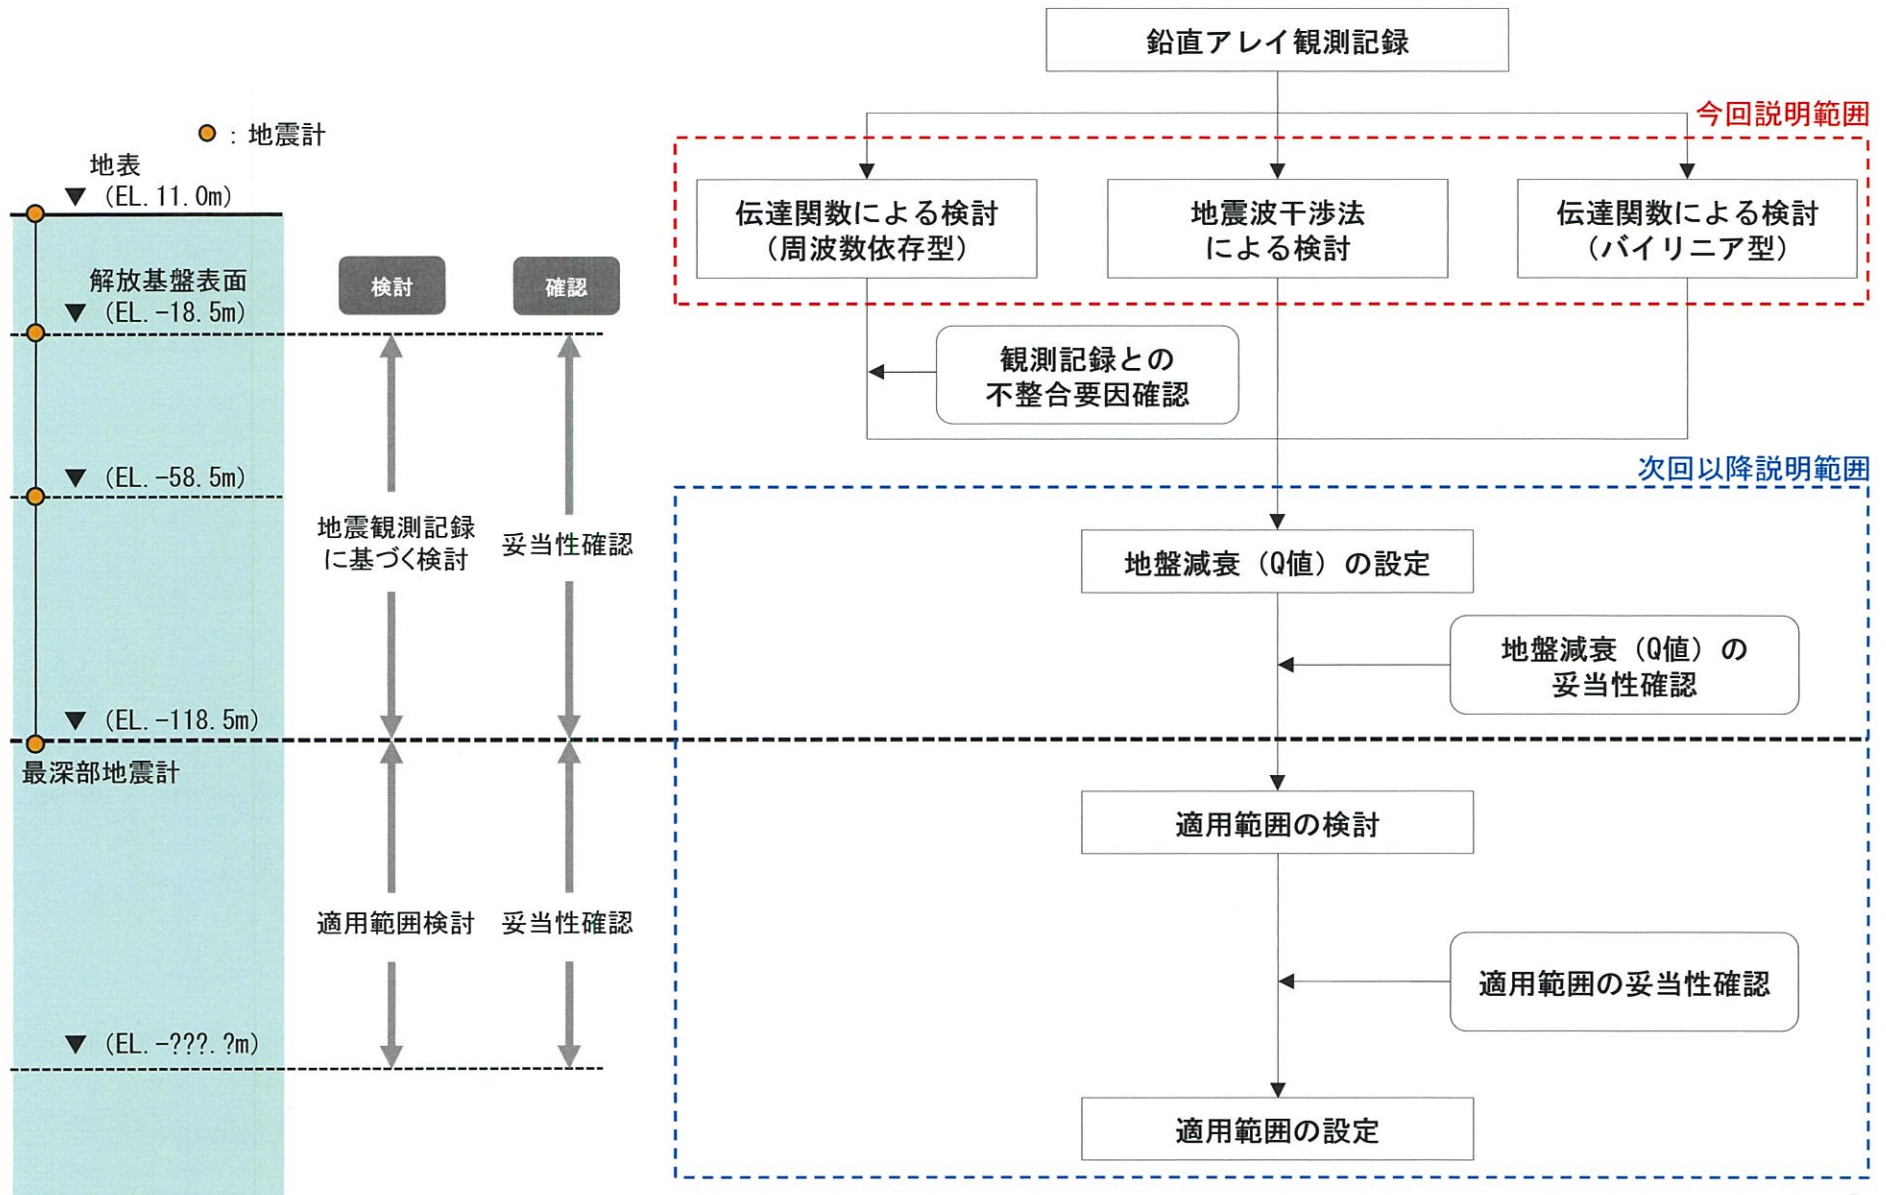 ：地震計
地表
▼ (EL. 11.0m)
解放基盤表面
▼ (EL. -18.5m)
▼ (EL. -58.5m)
▼ (EL. -118.5m)
最深部地震計
▼ (EL. -???.?m)
検討
確認
地震観測記録
に基づく検討
妥当性確認
適用範囲検討
妥当性確認
鉛直アレイ観測記録
今回説明範囲
伝達関数による検討
（周波数依存型）
地震波干渉法
による検討
伝達関数による検討
（バイリニア型）
観測記録との
不整合要因確認
次回以降説明範囲
地盤減衰（Q値）の設定
地盤減衰（Q値）の
妥当性確認
適用範囲の検討
適用範囲の妥当性確認
適用範囲の設定